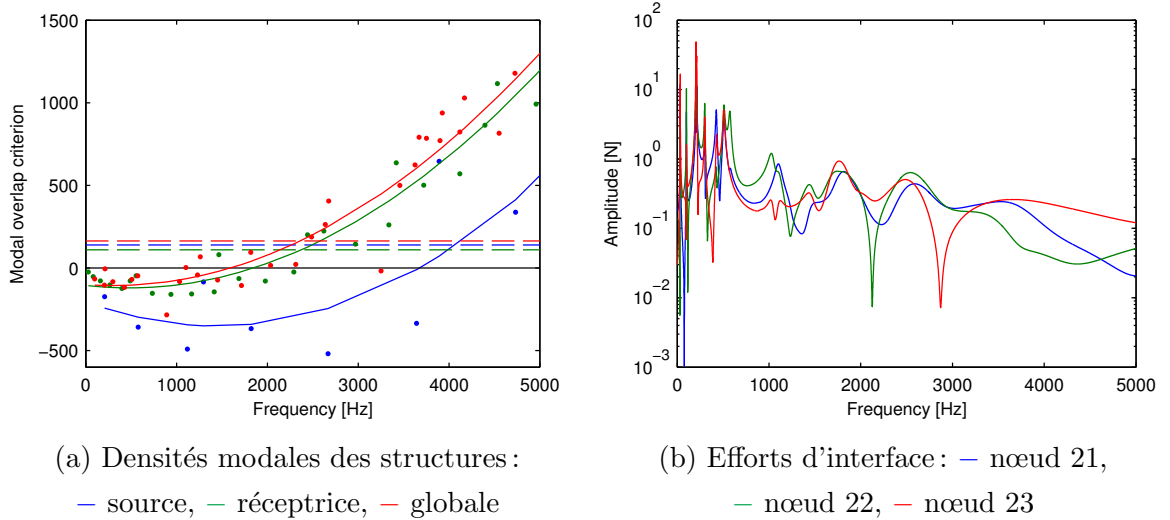 1500
1000
500
0
−500
0 1000 2000 3000 4000 5000
Frequency [Hz]
Modal overlap criterion
10^2
10^1
10^0
10^−1
10^−2
10^−3
0 1000 2000 3000 4000 5000
Frequency [Hz]
Amplitude [N]
(a) Densités modales des structures :
— source, — réceptrice, — globale
(b) Efforts d'interface : — nœud 21,
— nœud 22, — nœud 23